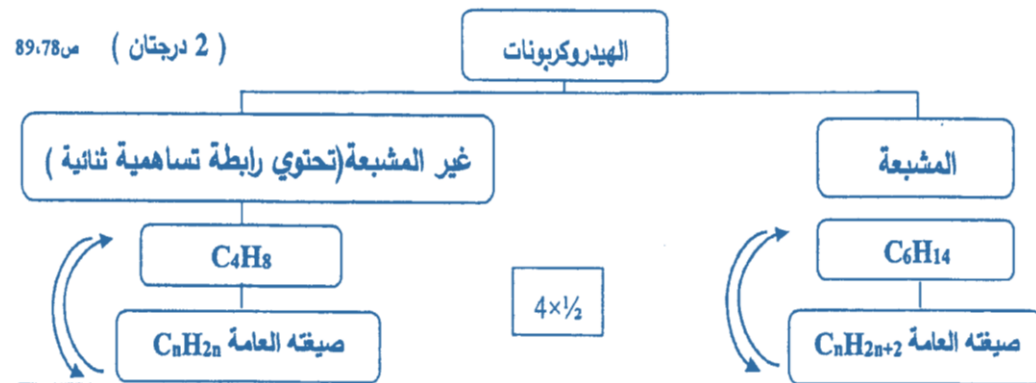 الهيدروكربونات
( 2 درجتان ) ص89،78
المشبعة
غير المشبعة(تحتوي رابطة تساهمية ثنائية )
C₆H₁₄
C₄H₈
4×½
صيغته العامة CₙH₂ₙ₊₂
صيغته العامة CₙH₂ₙ